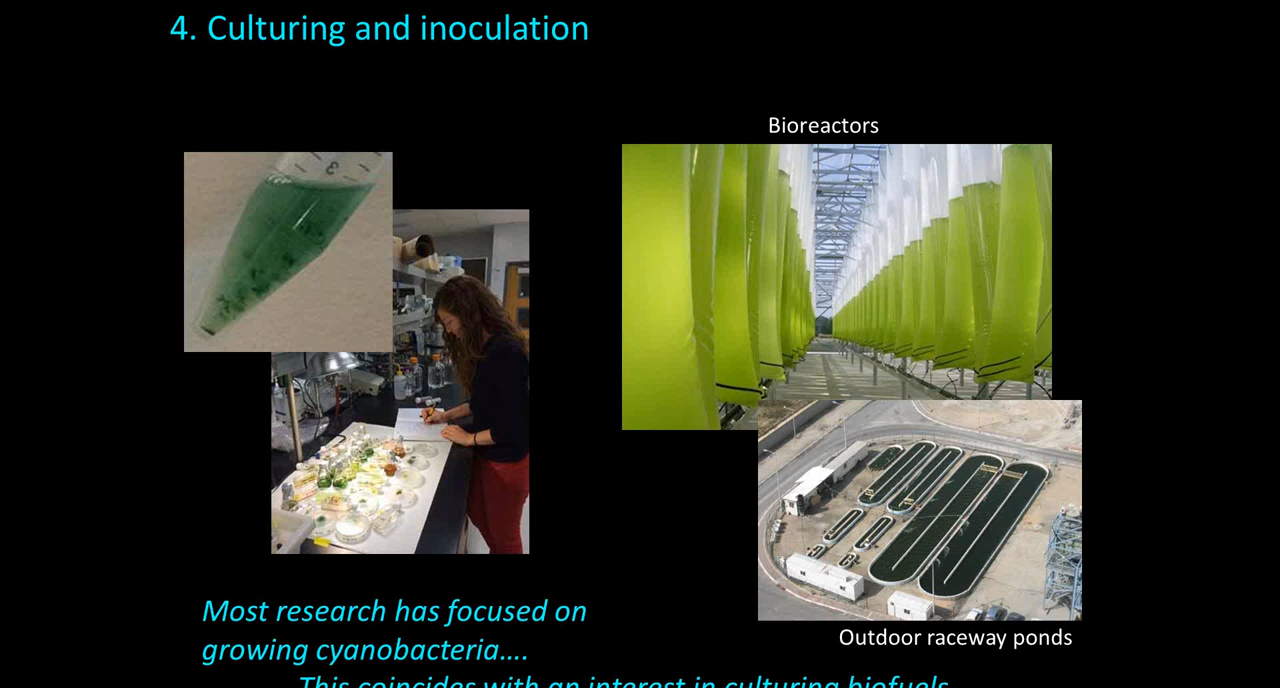 4. Culturing and inoculation
Bioreactors
3
Most research has focused on
growing cyanobacteria....
Outdoor raceway ponds
This coincides with an interest in culturing biofuels